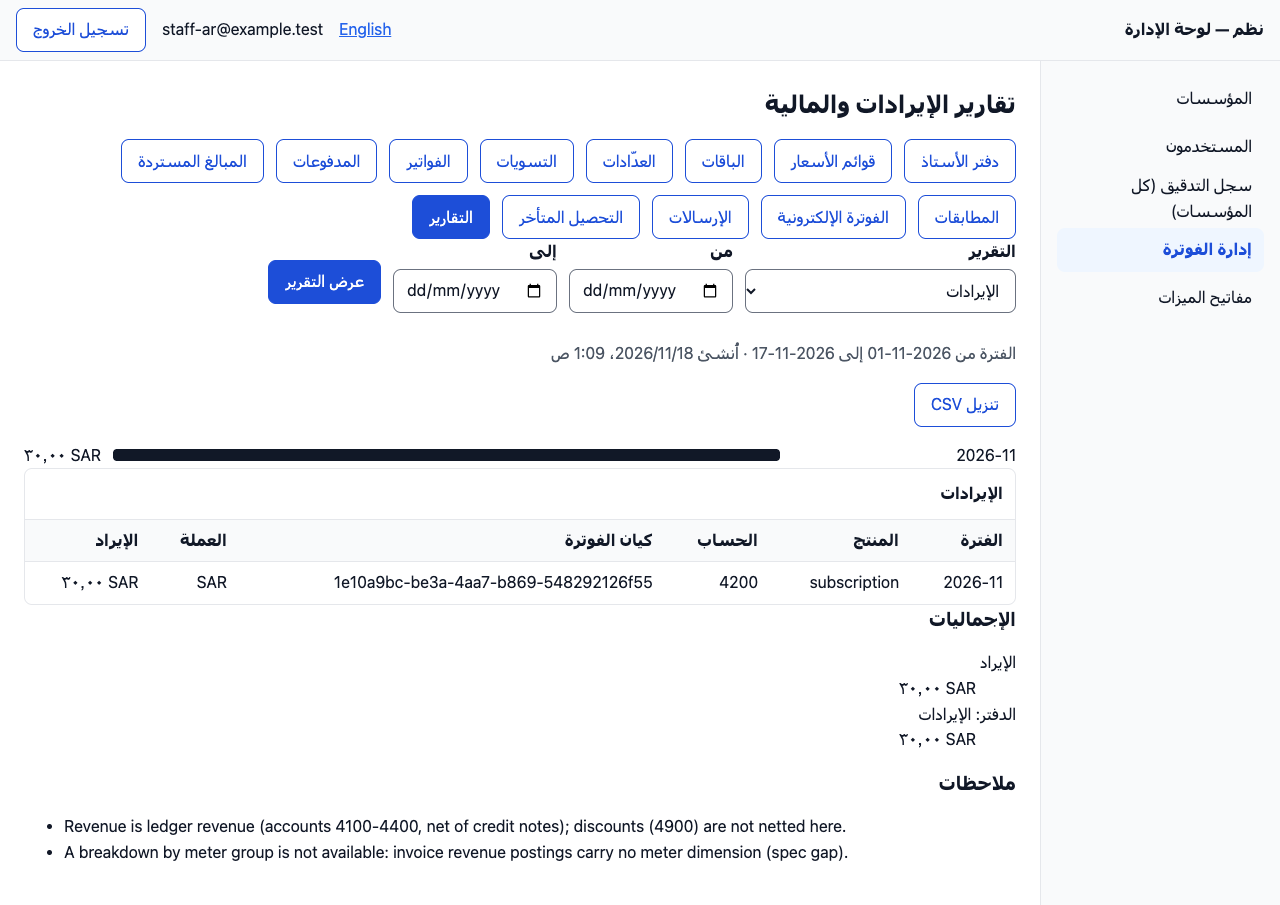 نظم — لوحة الإدارة
English
staff-ar@example.test
تسجيل الخروج
المؤسسات
المستخدمون
سجل التدقيق (كل
المؤسسات)
إدارة الفوترة
مفاتيح الميزات
تقارير الإيرادات والمالية
دفتر الأستاذ
قوائم الأسعار
الباقات
العدّادات
التسويات
الفواتير
المدفوعات
المبالغ المستردة
المطابقات
الفوترة الإلكترونية
الإرسالات
التحصيل المتأخر
التقارير
التقرير
الإيرادات
من
dd/mm/yyyy
إلى
dd/mm/yyyy
عرض التقرير
الفترة من 2026-11-01 إلى 2026-11-17 · أُنشئ 2026/11/18، 1:09 ص
تنزيل CSV
2026-11 ٣٠,٠٠ SAR
الإيرادات
الفترة المنتج الحساب كيان الفوترة العملة الإيراد
2026-11 subscription 4200 1e10a9bc-be3a-4aa7-b869-548292126f55 SAR ٣٠,٠٠ SAR
الإجماليات
الإيراد
٣٠,٠٠ SAR
الدفتر: الإيرادات
٣٠,٠٠ SAR
ملاحظات
Revenue is ledger revenue (accounts 4100-4400, net of credit notes); discounts (4900) are not netted here.
A breakdown by meter group is not available: invoice revenue postings carry no meter dimension (spec gap).